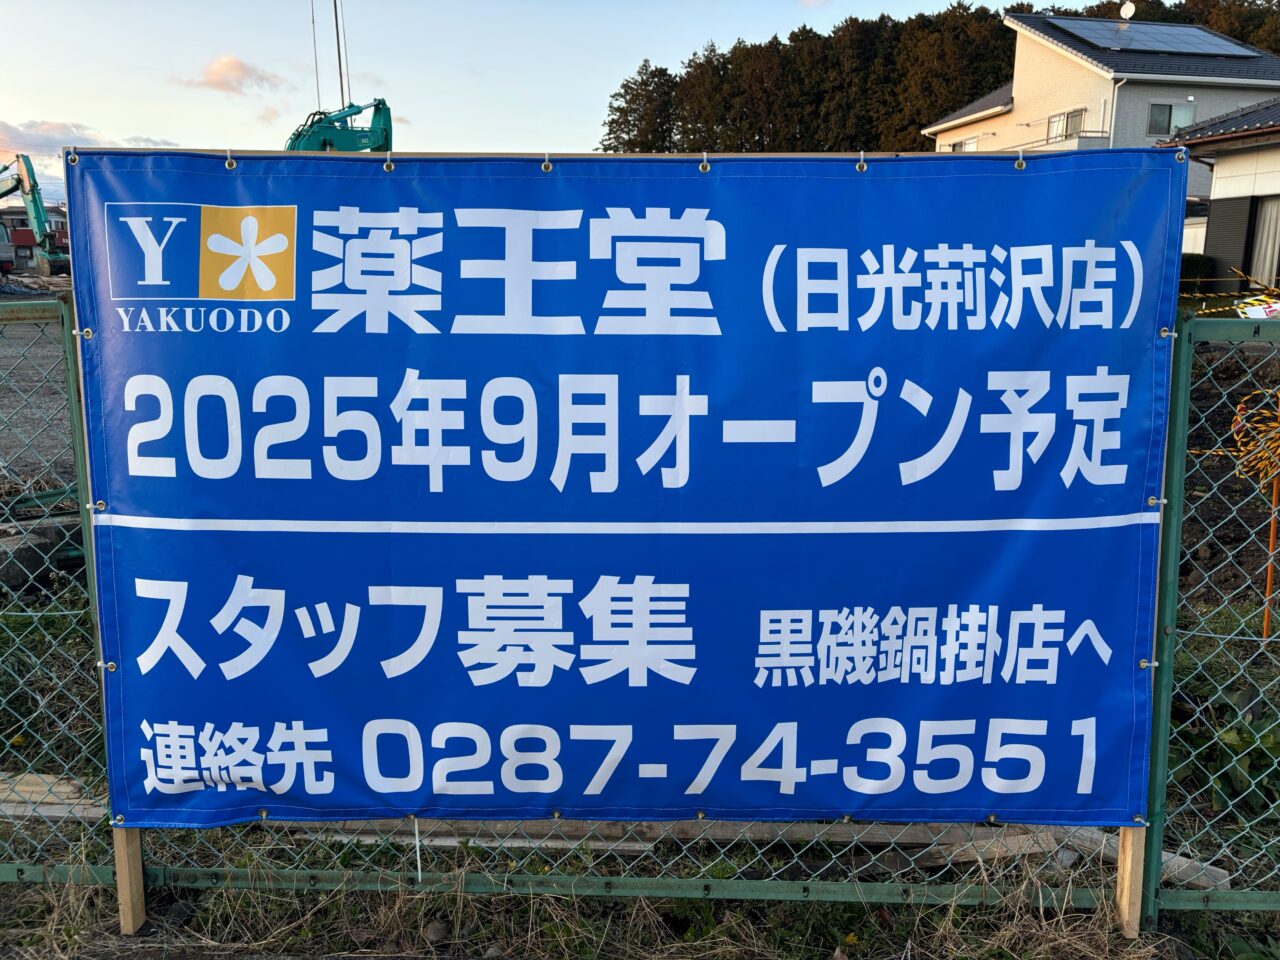 Y
YAKUODO
薬王堂 (日光荊沢店)
2025年9月オープン予定
スタッフ募集 黒磯鍋掛店へ
連絡先 0287-74-3551